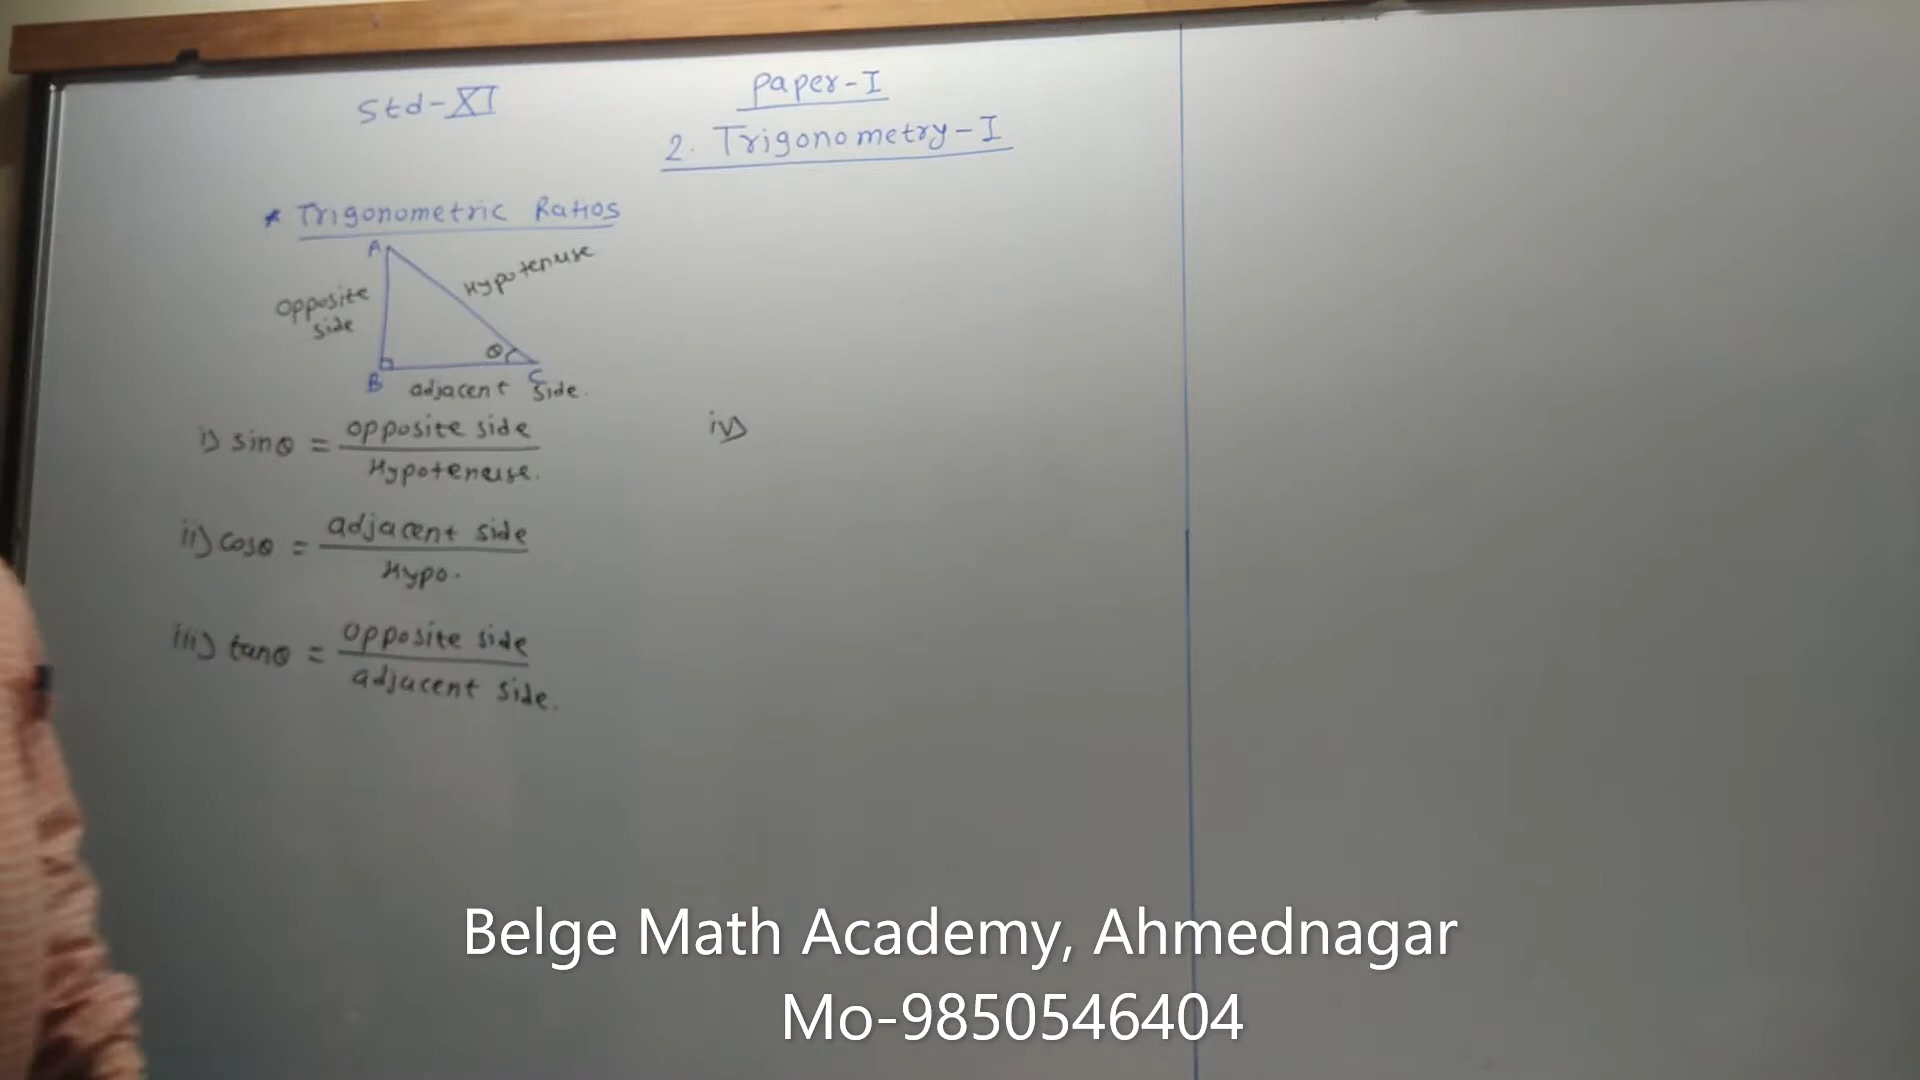 Std-XI
Paper-I
2. Trigonometry-I
* Trigonometric Ratios
A
Hypotenuse
opposite
side
θ
B
C
adjacent side.
i) sinθ = opposite side / Hypotenuse.
iv)
ii) cosθ = adjacent side / Hypo.
iii) tanθ = opposite side / adjacent side.
Belge Math Academy, Ahmednagar
Mo-9850546404